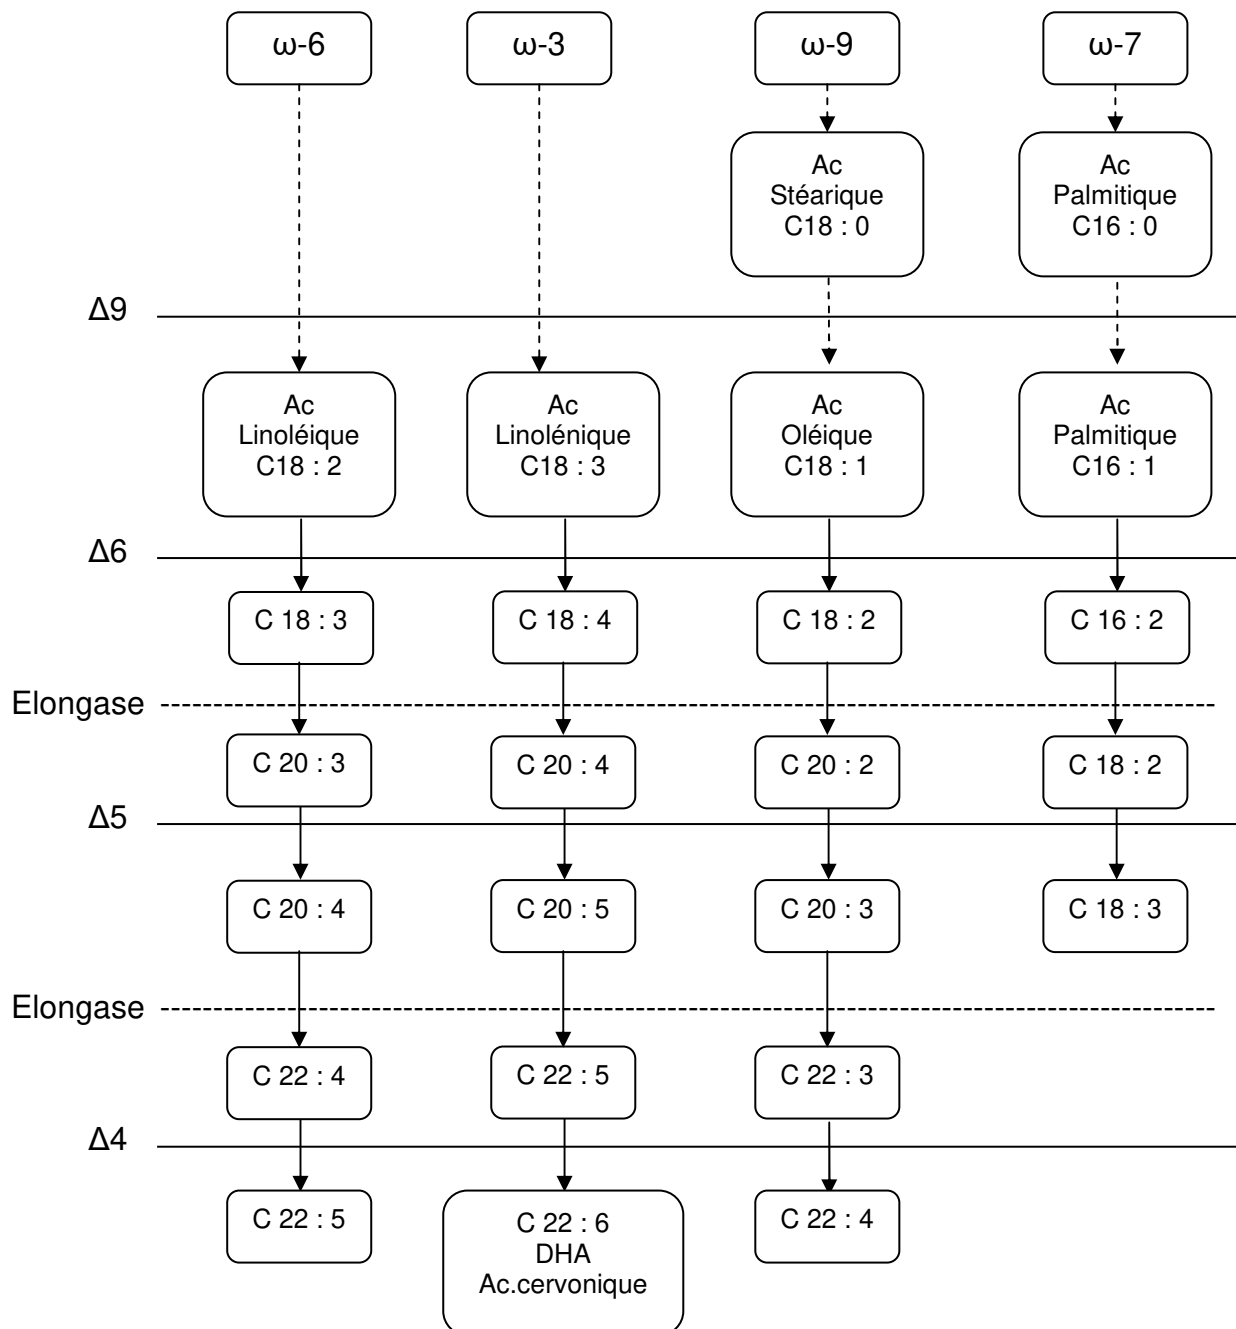 ω-6
ω-3
ω-9
ω-7
Ac
Stéarique
C18 : 0
Ac
Palmitique
C16 : 0
Δ9
Ac
Linoléique
C18 : 2
Ac
Linolénique
C18 : 3
Ac
Oléique
C18 : 1
Ac
Palmitique
C16 : 1
Δ6
C 18 : 3
C 18 : 4
C 18 : 2
C 16 : 2
Elongase
C 20 : 3
C 20 : 4
C 20 : 2
C 18 : 2
Δ5
C 20 : 4
C 20 : 5
C 20 : 3
C 18 : 3
Elongase
C 22 : 4
C 22 : 5
C 22 : 3
Δ4
C 22 : 5
C 22 : 6
DHA
Ac.cervonique
C 22 : 4